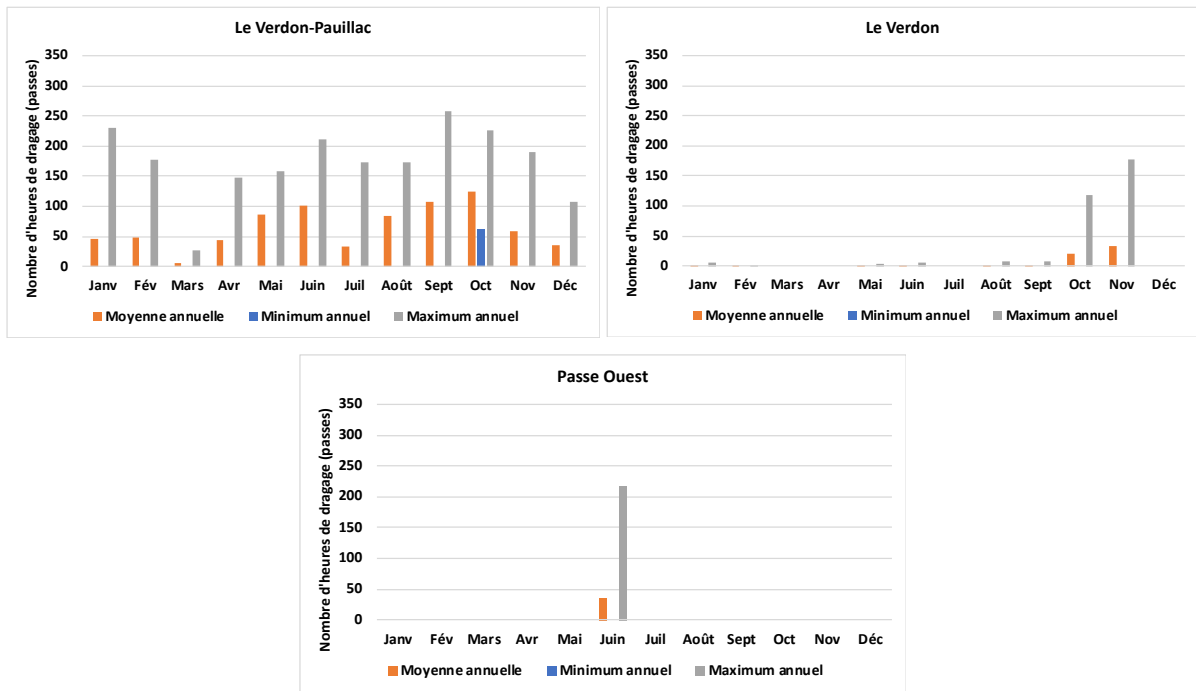 Le Verdon-Pauillac
Nombre d'heures de dragage (passes)
350
300
250
200
150
100
50
0
Janv Fév Mars Avr Mai Juin Juil Août Sept Oct Nov Déc
Moyenne annuelle Minimum annuel Maximum annuel
Le Verdon
Nombre d'heures de dragage (passes)
350
300
250
200
150
100
50
0
Janv Fév Mars Avr Mai Juin Juil Août Sept Oct Nov Déc
Moyenne annuelle Minimum annuel Maximum annuel
Passe Ouest
Nombre d'heures de dragage (passes)
350
300
250
200
150
100
50
0
Janv Fév Mars Avr Mai Juin Juil Août Sept Oct Nov Déc
Moyenne annuelle Minimum annuel Maximum annuel